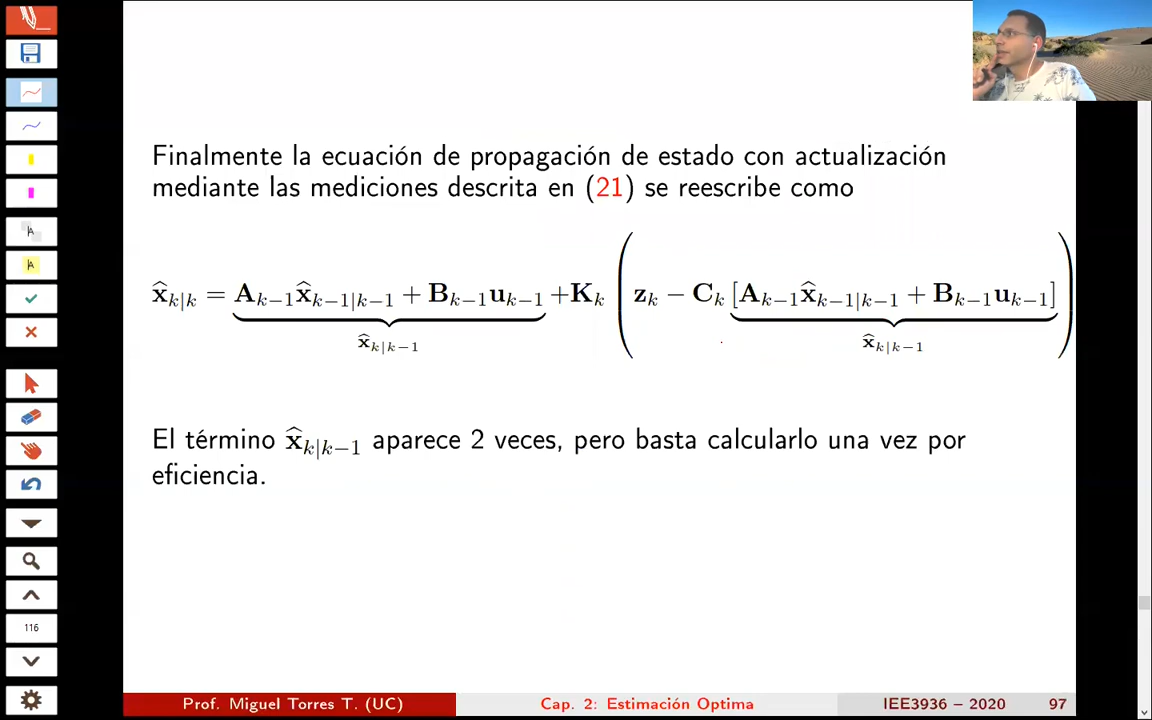 Finalmente la ecuación de propagación de estado con actualización
mediante las mediciones descrita en (21) se reescribe como
x̂_{k|k} = A_{k−1}x̂_{k−1|k−1} + B_{k−1}u_{k−1} + K_k ( z_k − C_k [A_{k−1}x̂_{k−1|k−1} + B_{k−1}u_{k−1}] )
x̂_{k|k−1} x̂_{k|k−1}
El término x̂_{k|k−1} aparece 2 veces, pero basta calcularlo una vez por
eficiencia.
A
A
116
Prof. Miguel Torres T. (UC) Cap. 2: Estimación Optima IEE3936 – 2020 97